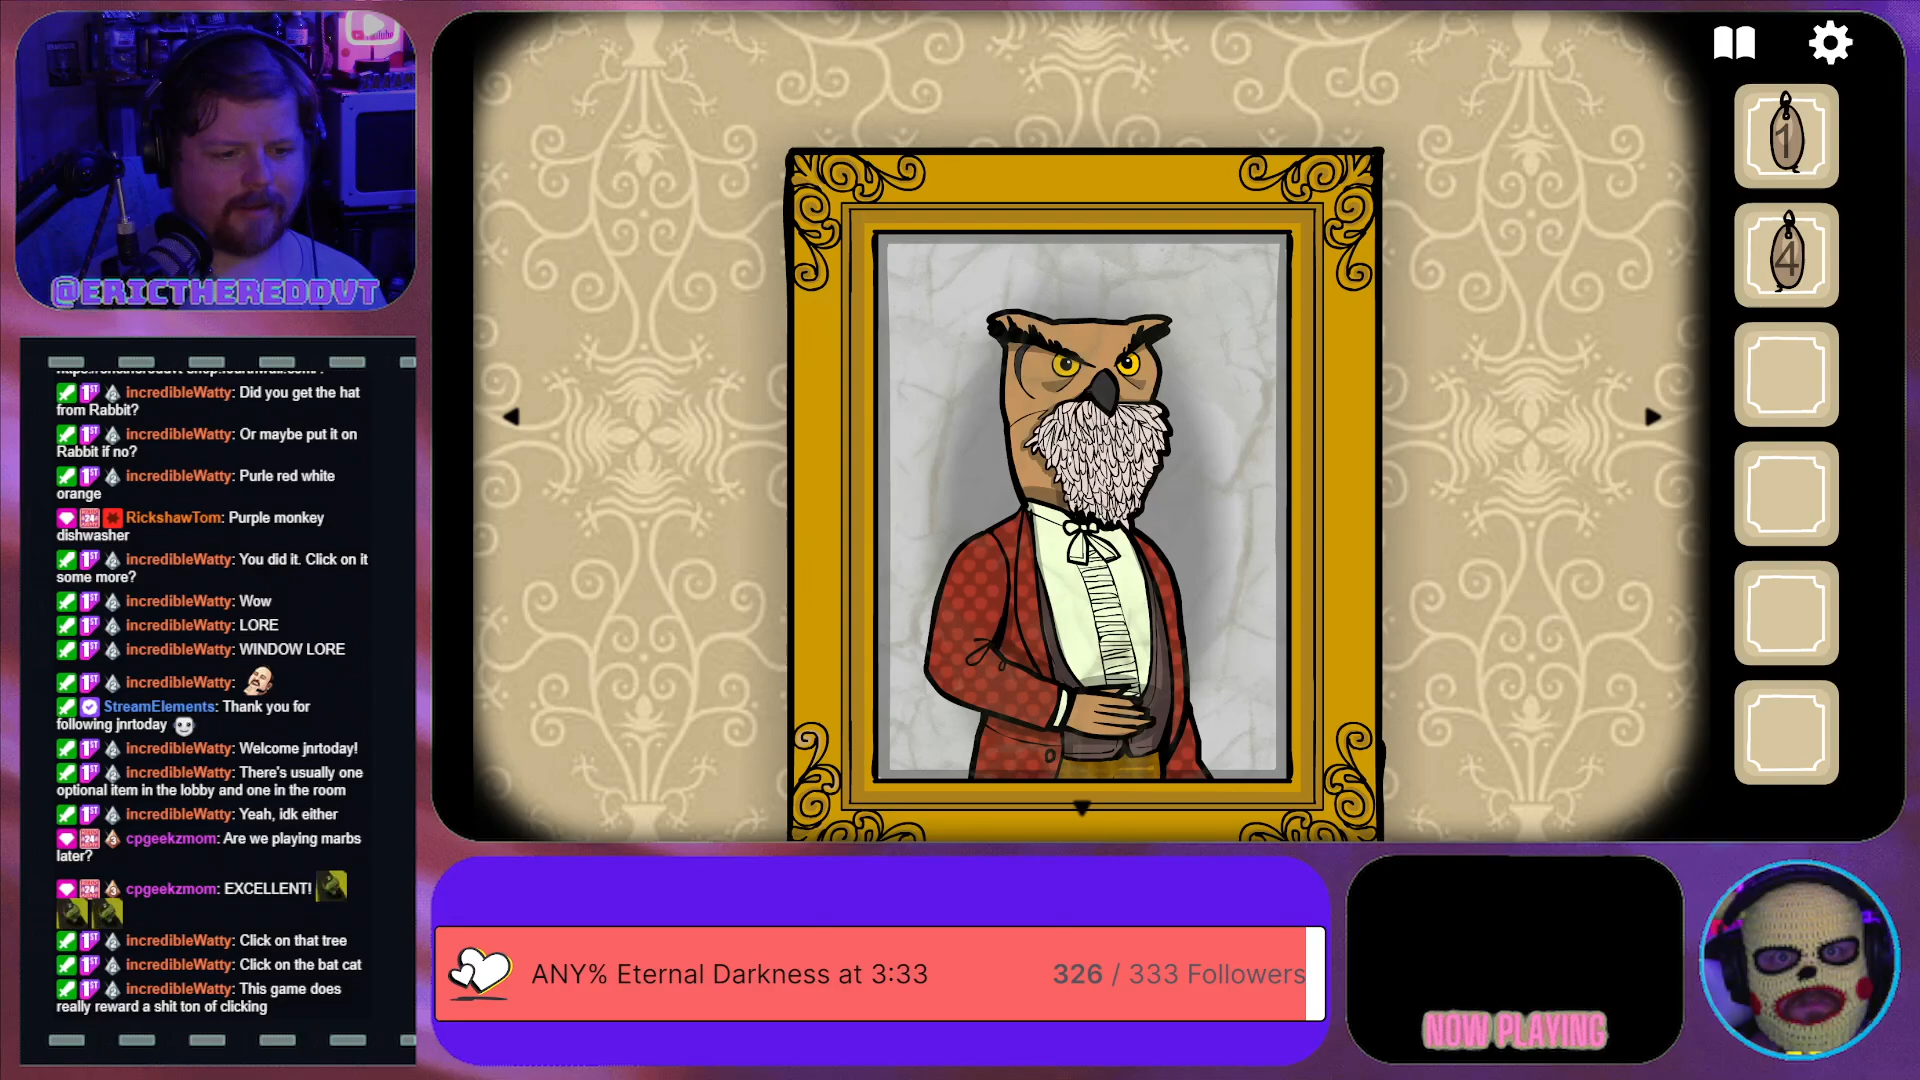 @ERICTHEREDDVT
incredibleWatty: Did you get the hat
from Rabbit?
incredibleWatty: Or maybe put it on
Rabbit if no?
incredibleWatty: Purle red white
orange
RickshawTom: Purple monkey
dishwasher
incredibleWatty: You did it. Click on it
some more?
incredibleWatty: Wow
incredibleWatty: LORE
incredibleWatty: WINDOW LORE
incredibleWatty:
StreamElements: Thank you for
following jnrtoday
incredibleWatty: Welcome jnrtoday!
incredibleWatty: There's usually one
optional item in the lobby and one in the room
incredibleWatty: Yeah, idk either
cpgeekzmom: Are we playing marbs
later?
cpgeekzmom: EXCELLENT!
incredibleWatty: Click on that tree
incredibleWatty: Click on the bat cat
incredibleWatty: This game does
really reward a shit ton of clicking
1
4
ANY% Eternal Darkness at 3:33
326 / 333 Followers
NOW PLAYING